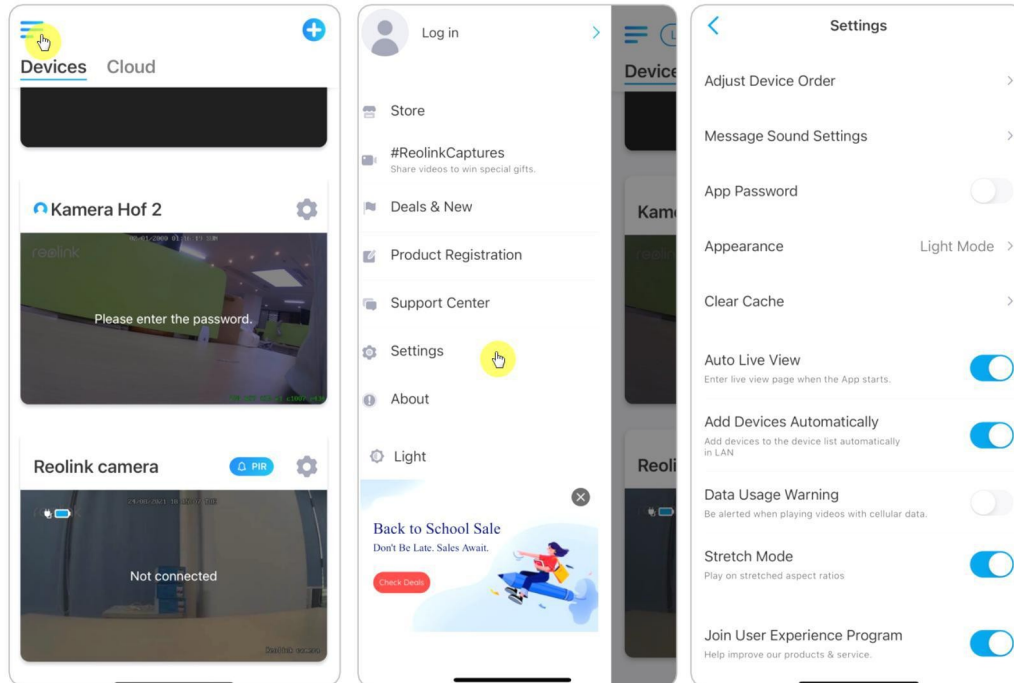 Devices
Cloud
Kamera Hof 2
reolink
Please enter the password.
Reolink camera
PIR
Not connected
Reolink camera
Log in
Store
#ReolinkCaptures
Share videos to win special gifts.
Deals & New
Product Registration
Support Center
Settings
About
Light
Back to School Sale
Don't Be Late. Sales Await.
Check Deals
Device
Kam
Reoli
Settings
Adjust Device Order
Message Sound Settings
App Password
Appearance
Light Mode
Clear Cache
Auto Live View
Enter live view page when the App starts.
Add Devices Automatically
Add devices to the device list automatically
in LAN
Data Usage Warning
Be alerted when playing videos with cellular data.
Stretch Mode
Play on stretched aspect ratios
Join User Experience Program
Help improve our products & service.